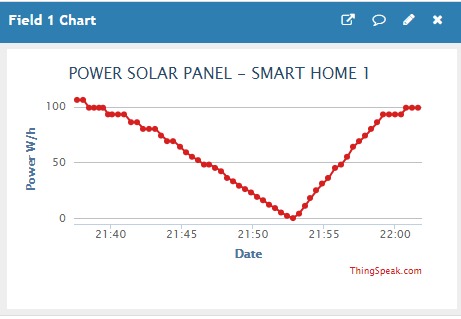 Field 1 Chart
POWER SOLAR PANEL - SMART HOME 1
Power W/h
100
50
0
21:40 21:45 21:50 21:55 22:00
Date
ThingSpeak.com